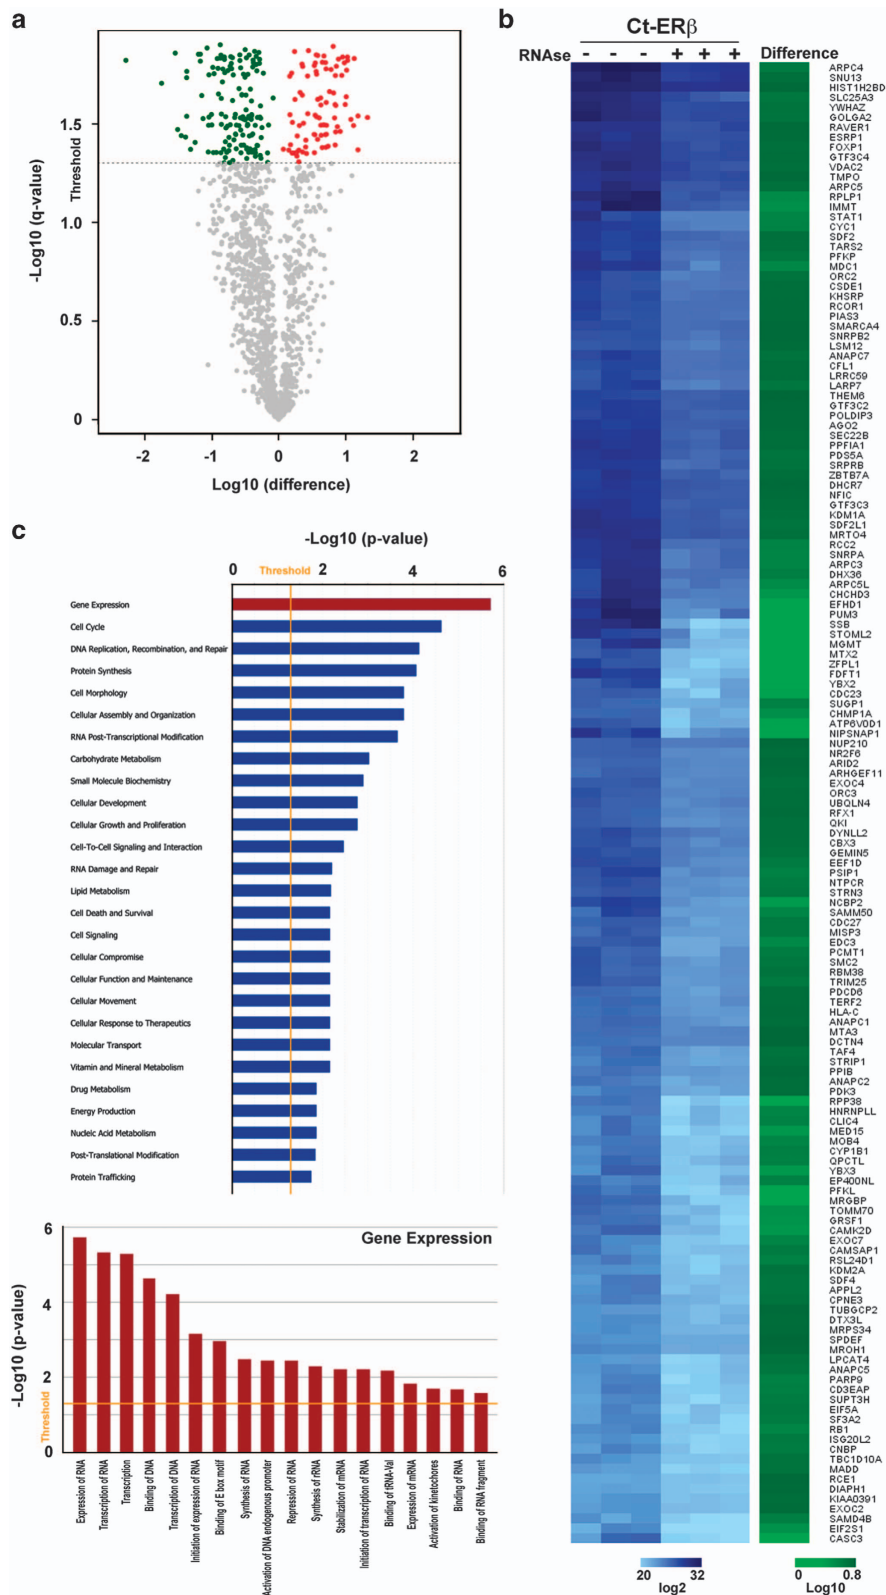 a
-Log10 (q-value)
Threshold
1.5
1.0
0.5
0
-2
-1
0
1
2
Log10 (difference)
b
Ct-ERβ
RNAse - - - + + + Difference
ARPC4
SNU13
HIST1H2BD
SLC25A3
YWHAZ
GOLGA2
RAVER1
ESRP1
FOXP1
GTF3C4
VDAC2
TMPO
ARPC5
RPLP1
IMMT
STAT1
CYC1
SDF2
TARS2
PFKP
MDC1
ORC2
CSDE1
KHSRP
RCOR1
PIAS3
SMARCA4
SNRPB2
LSM12
ANAPC7
CFL1
LRRC59
LARP7
THEM6
GTF3C2
POLDIP3
AGO2
SEC22B
PPFIA1
PDS5A
SRPRB
ZBTB7A
DHCR7
NFIC
GTF3C3
KDM1A
SDF2L1
MRTO4
RCC2
SNRPA
ARPC3
DHX36
ARPC5L
CHCHD3
EFHD1
PUM3
SSB
STOML2
MGMT
MTX2
ZFPL1
FDFT1
YBX2
CDC23
SUGP1
CHMP1A
ATP6V0D1
NIPSNAP1
NUP210
NR2F6
ARID2
ARHGEF11
EXOC4
ORC3
UBQLN4
RFX1
QKI
DYNLL2
CBX3
GEMIN5
EEF1D
PSIP1
NTPCR
STRN3
NCBP2
SAMM50
CDC27
MISP3
EDC3
PCMT1
SMC2
RBM38
TRIM25
PDCD6
TERF2
HLA-C
ANAPC1
MTA3
DCTN4
TAF4
STRIP1
PPIB
ANAPC2
PDK3
RPP38
HNRNPLL
CLIC4
MED15
MOB4
CYP1B1
QPCTL
YBX3
EP400NL
PFKL
MRGBP
TOMM70
GRSF1
CAMK2D
EXOC7
CAMSAP1
RSL24D1
KDM2A
SDF4
APPL2
CPNE3
TUBGCP2
DTX3L
MRPS34
SPDEF
MROH1
LPCAT4
ANAPC5
PARP9
CD3EAP
SUPT3H
EIF5A
SF3A2
RB1
ISG20L2
CNBP
TBC1D10A
MADD
RCE1
DIAPH1
KIAA0391
EXOC2
SAMD4B
EIF2S1
CASC3
20 32
log2
0 0.8
Log10
c
-Log10 (p-value)
0 Threshold 2 4 6
Gene Expression
Cell Cycle
DNA Replication, Recombination, and Repair
Protein Synthesis
Cell Morphology
Cellular Assembly and Organization
RNA Post-Transcriptional Modification
Carbohydrate Metabolism
Small Molecule Biochemistry
Cellular Development
Cellular Growth and Proliferation
Cell-To-Cell Signaling and Interaction
RNA Damage and Repair
Lipid Metabolism
Cell Death and Survival
Cell Signaling
Cellular Compromise
Cellular Function and Maintenance
Cellular Movement
Cellular Response to Therapeutics
Molecular Transport
Vitamin and Mineral Metabolism
Drug Metabolism
Energy Production
Nucleic Acid Metabolism
Post-Translational Modification
Protein Trafficking
Gene Expression
-Log10 (p-value)
Threshold
6
4
2
0
Expression of RNA
Transcription of RNA
Transcription
Binding of DNA
Transcription of DNA
Initiation of expression of RNA
Binding of E box motif
Synthesis of RNA
Activation of DNA endogenous promoter
Repression of RNA
Synthesis of rRNA
Stabilization of mRNA
Initiation of transcription of RNA
Binding of tRNA-Val
Expression of mRNA
Activation of kinetochores
Binding of RNA
Binding of RNA fragment